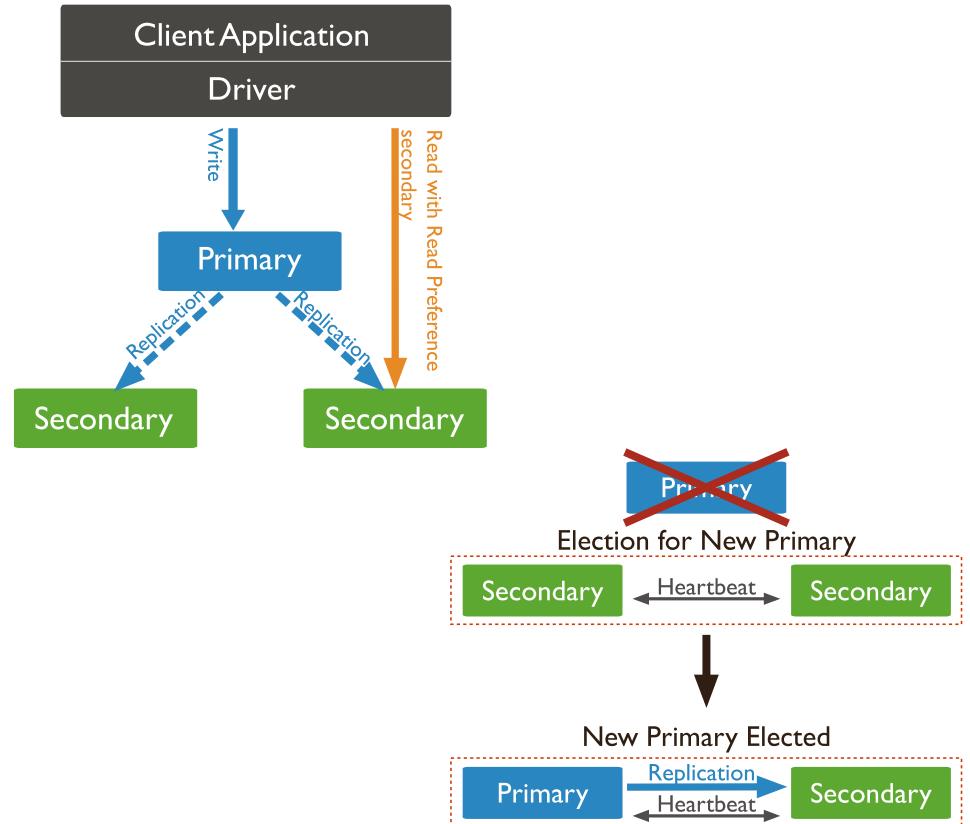 Client Application
Driver
Write
Read with Read Preference
secondary
Primary
Replication
Replication
Secondary
Secondary
Primary
Election for New Primary
Secondary
Heartbeat
Secondary
New Primary Elected
Primary
Replication
Heartbeat
Secondary